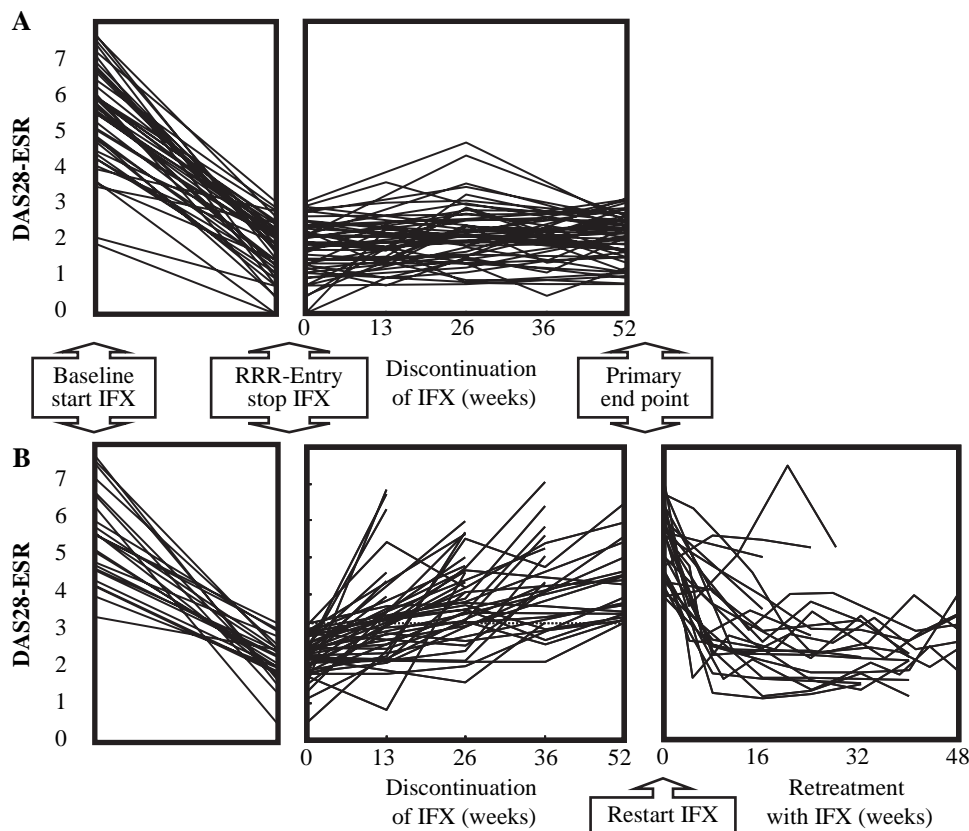 A
DAS28-ESR
7
6
5
4
3
2
1
0
0 13 26 36 52
Baseline
start IFX
RRR-Entry
stop IFX
Discontinuation
of IFX (weeks)
Primary
end point
B
DAS28-ESR
7
6
5
4
3
2
1
0
0 13 26 36 52
0 16 32 48
Discontinuation
of IFX (weeks)
Restart IFX
Retreatment
with IFX (weeks)